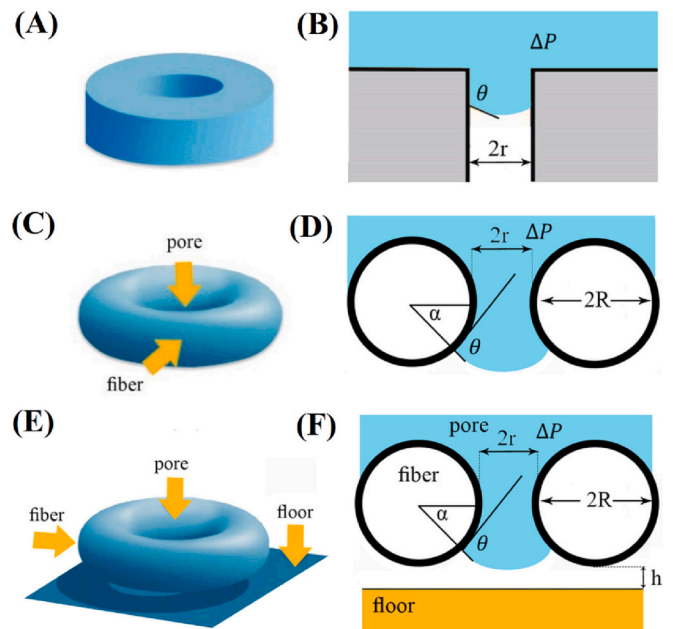 (A)
(B)
ΔP
θ
2r
(C)
pore
fiber
(D)
2r
ΔP
α
θ
2R
(E)
pore
fiber
floor
(F)
pore
ΔP
2r
fiber
α
θ
2R
h
floor